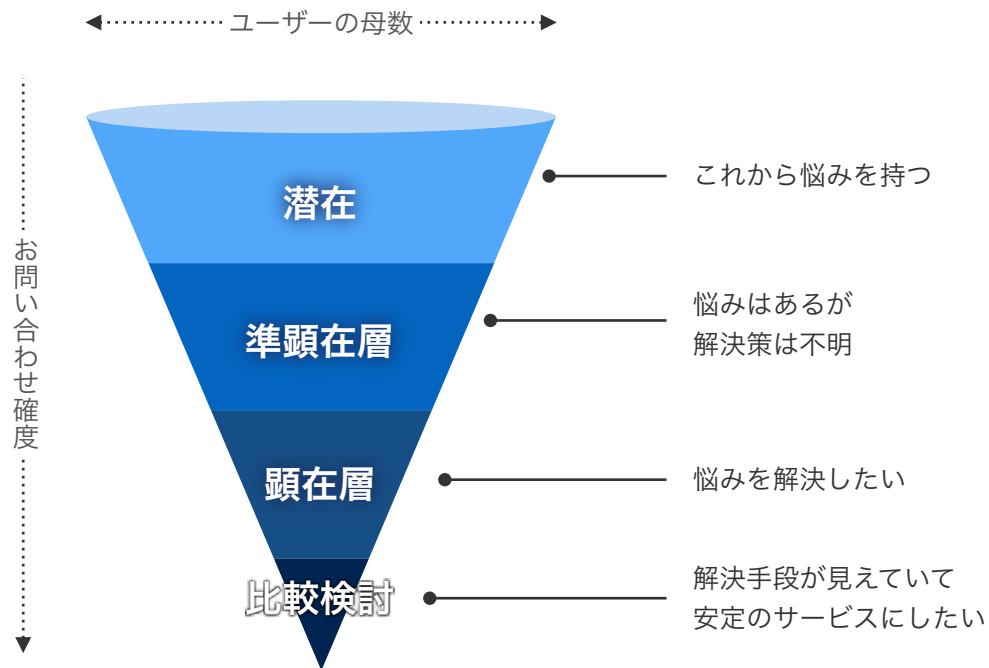 ユーザーの母数
お問い合わせ確度
潜在
これから悩みを持つ
準顕在層
悩みはあるが
解決策は不明
顕在層
悩みを解決したい
比較検討
解決手段が見えていて
安定のサービスにしたい